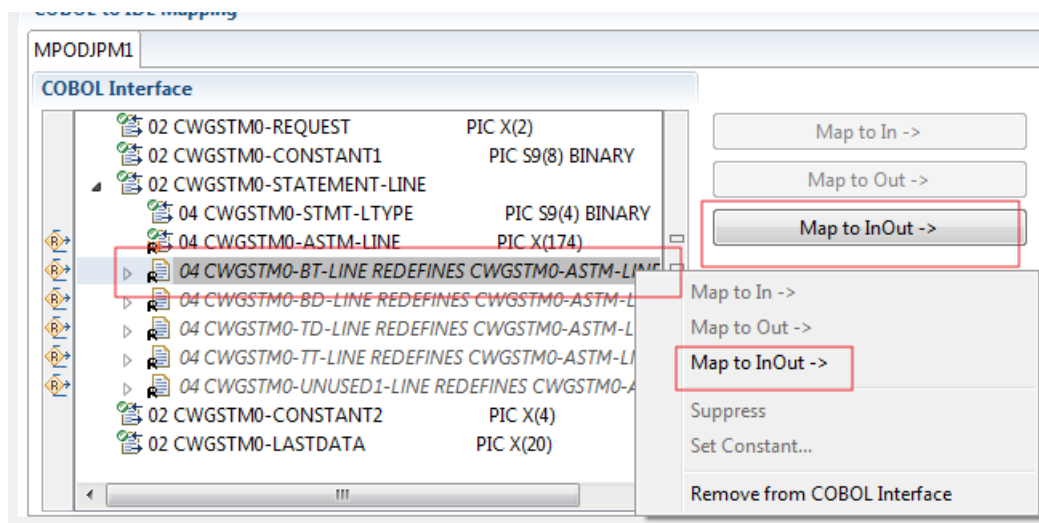 COBOL to IDL Mapping
MPODJPM1
COBOL Interface
02 CWGSTM0-REQUEST PIC X(2)
02 CWGSTM0-CONSTANT1 PIC S9(8) BINARY
02 CWGSTM0-STATEMENT-LINE
04 CWGSTM0-STMT-LTYPE PIC S9(4) BINARY
04 CWGSTM0-ASTM-LINE PIC X(174)
04 CWGSTM0-BT-LINE REDEFINES CWGSTM0-ASTM-LINE
04 CWGSTM0-BD-LINE REDEFINES CWGSTM0-ASTM-L
04 CWGSTM0-TD-LINE REDEFINES CWGSTM0-ASTM-L
04 CWGSTM0-TT-LINE REDEFINES CWGSTM0-ASTM-LI
04 CWGSTM0-UNUSED1-LINE REDEFINES CWGSTM0-A
02 CWGSTM0-CONSTANT2 PIC X(4)
02 CWGSTM0-LASTDATA PIC X(20)
Map to In ->
Map to Out ->
Map to InOut ->
Map to In ->
Map to Out ->
Map to InOut ->
Suppress
Set Constant...
Remove from COBOL Interface